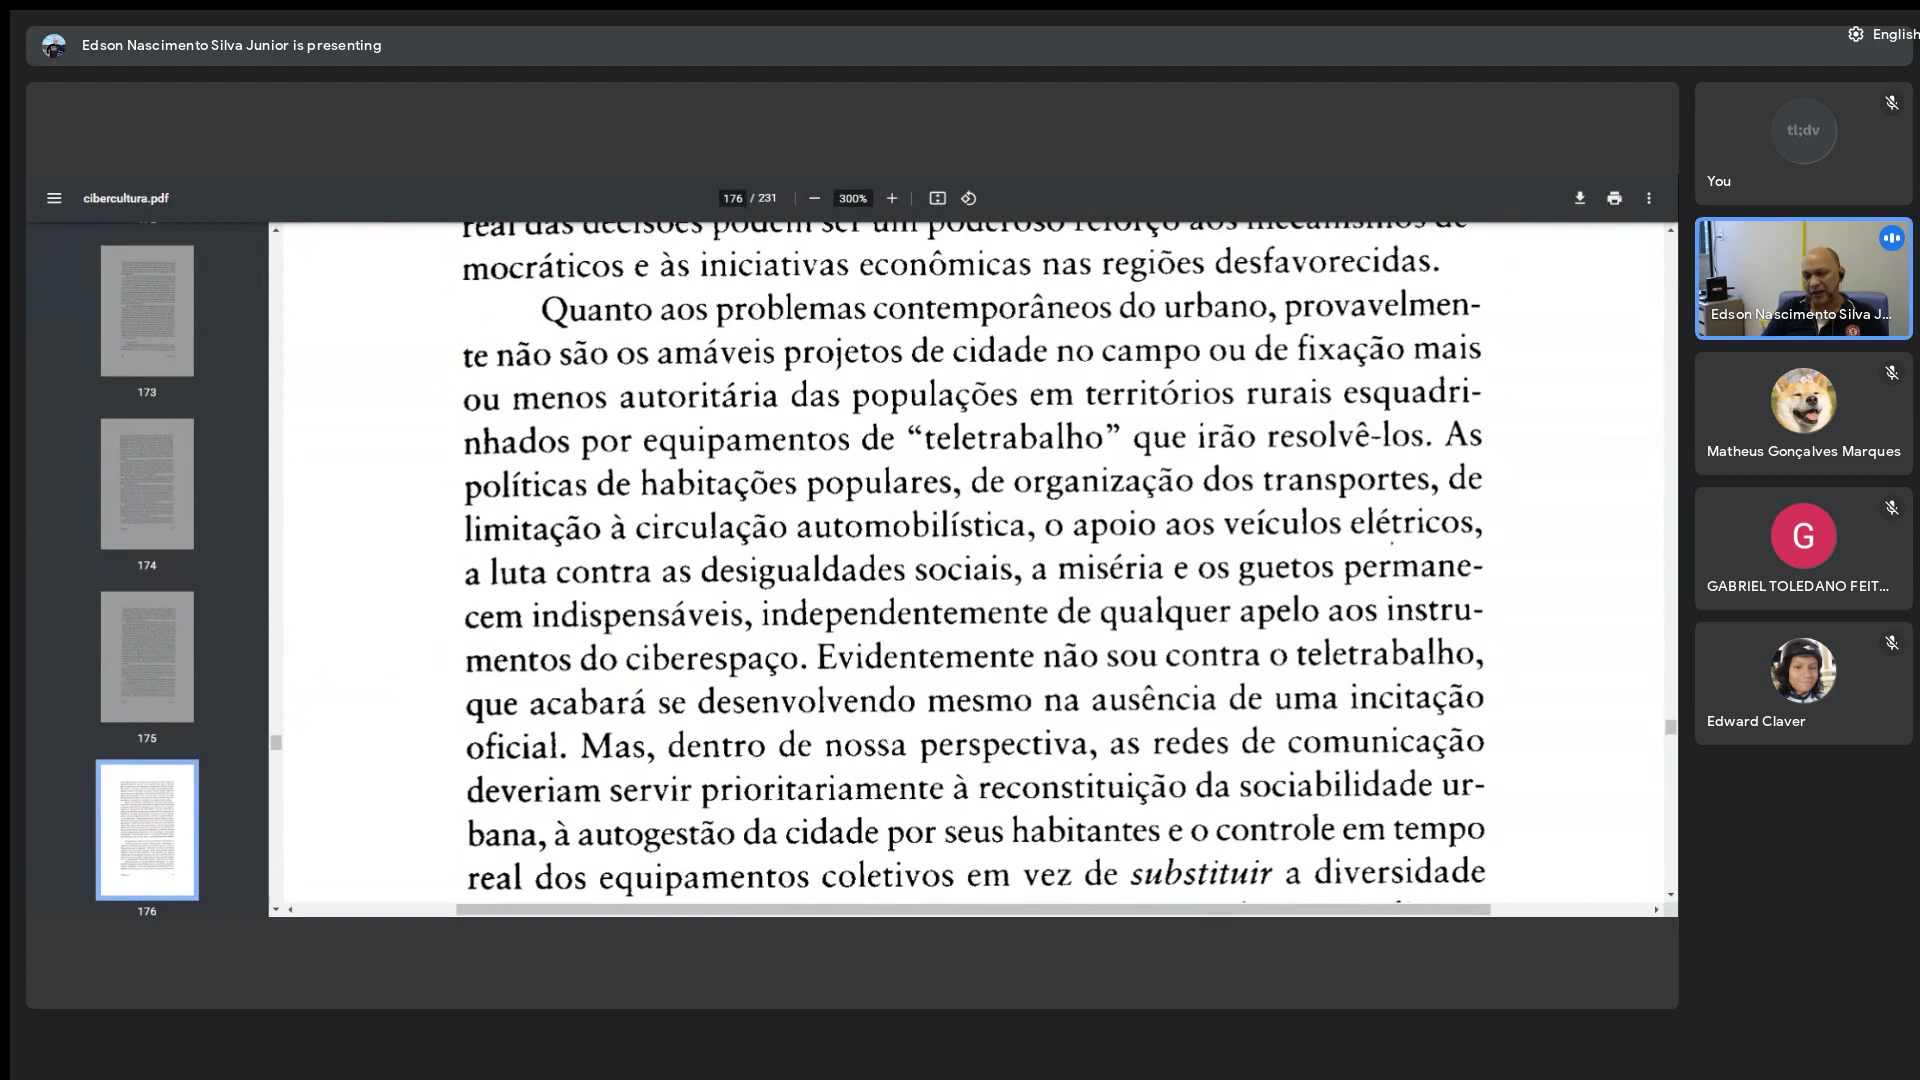 Edson Nascimento Silva Junior is presenting
English
cibercultura.pdf
176 / 231
300%
real das decisões podem ser um poderoso reforço aos mecanismos de-
mocráticos e às iniciativas econômicas nas regiões desfavorecidas.
Quanto aos problemas contemporâneos do urbano, provavelmen-
te não são os amáveis projetos de cidade no campo ou de fixação mais
ou menos autoritária das populações em territórios rurais esquadri-
nhados por equipamentos de “teletrabalho” que irão resolvê-los. As
políticas de habitações populares, de organização dos transportes, de
limitação à circulação automobilística, o apoio aos veículos elétricos,
a luta contra as desigualdades sociais, a miséria e os guetos permane-
cem indispensáveis, independentemente de qualquer apelo aos instru-
mentos do ciberespaço. Evidentemente não sou contra o teletrabalho,
que acabará se desenvolvendo mesmo na ausência de uma incitação
oficial. Mas, dentro de nossa perspectiva, as redes de comunicação
deveriam servir prioritariamente à reconstituição da sociabilidade ur-
bana, à autogestão da cidade por seus habitantes e o controle em tempo
real dos equipamentos coletivos em vez de substituir a diversidade
173
174
175
176
tl;dv
You
Edson Nascimento Silva J...
Matheus Gonçalves Marques
G
GABRIEL TOLEDANO FEIT...
Edward Claver